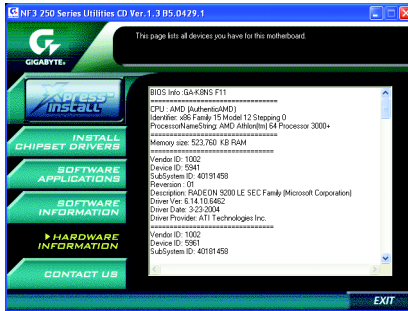 NF3 250 Series Utilities CD Ver.1.3 B5.0429.1
GIGABYTE™
This page lists all devices you have for this motherboard.
Xpress-
install
INSTALL
CHIPSET DRIVERS
SOFTWARE
APPLICATIONS
SOFTWARE
INFORMATION
HARDWARE
INFORMATION
CONTACT US
BIOS Info :GA-K8NS F11
==================================
CPU : AMD (AuthenticAMD)
Identifier: x86 Family 15 Model 12 Stepping 0
ProcessorNameString: AMD Athlon(tm) 64 Processor 3000+
==================================
Memory size: 523,760 KB RAM
==================================
Vendor ID: 1002
Device ID: 5941
SubSystem ID: 40191458
Reversion : 01
Description: RADEON 9200 LE SEC Family (Microsoft Corporation)
Driver Ver: 6.14.10.6462
Driver Date: 3-23-2004
Driver Provider: ATI Technologies Inc.
==================================
Vendor ID: 1002
Device ID: 5961
SubSystem ID: 40181458
EXIT